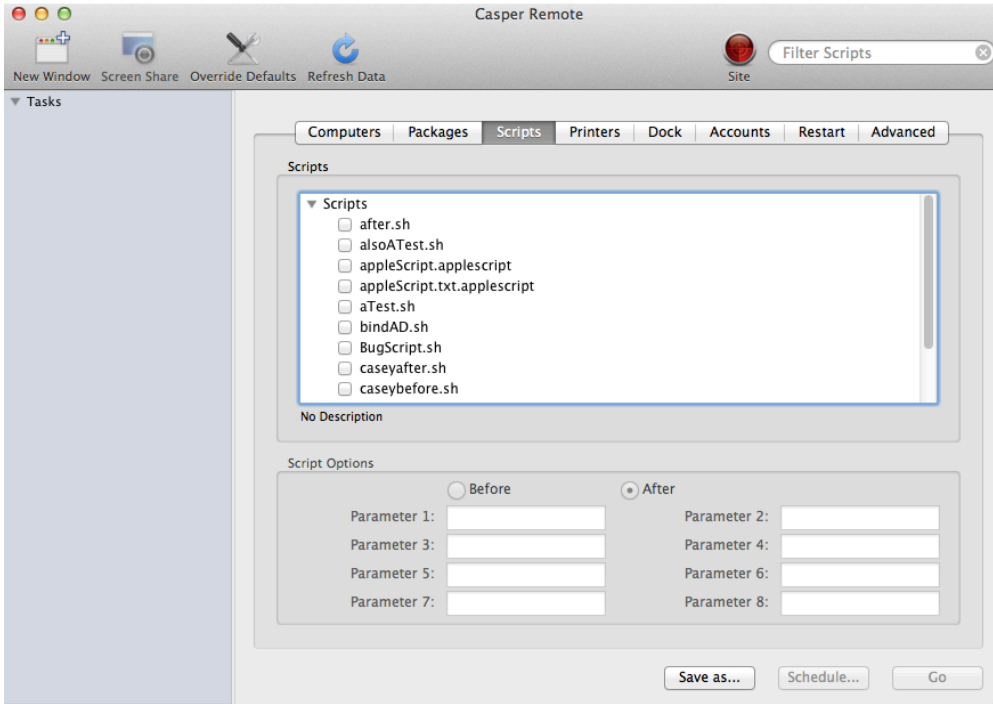 Casper Remote
New Window Screen Share Override Defaults Refresh Data Site Filter Scripts
Tasks
Computers Packages Scripts Printers Dock Accounts Restart Advanced
Scripts
Scripts
after.sh
alsoATest.sh
appleScript.applescript
appleScript.txt.applescript
aTest.sh
bindAD.sh
BugScript.sh
caseyafter.sh
caseybefore.sh
No Description
Script Options
Before After
Parameter 1: Parameter 2:
Parameter 3: Parameter 4:
Parameter 5: Parameter 6:
Parameter 7: Parameter 8:
Save as... Schedule... Go